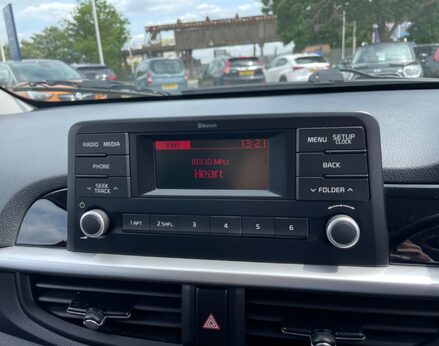 Bluetooth
RADIO MEDIA
FM1 13:21
MENU SETUP
CLOCK
PHONE
103.10 MHz
BACK
Heart
SEEK
TRACK
FOLDER
1 RPT 2 SHFL 3 4 5 6